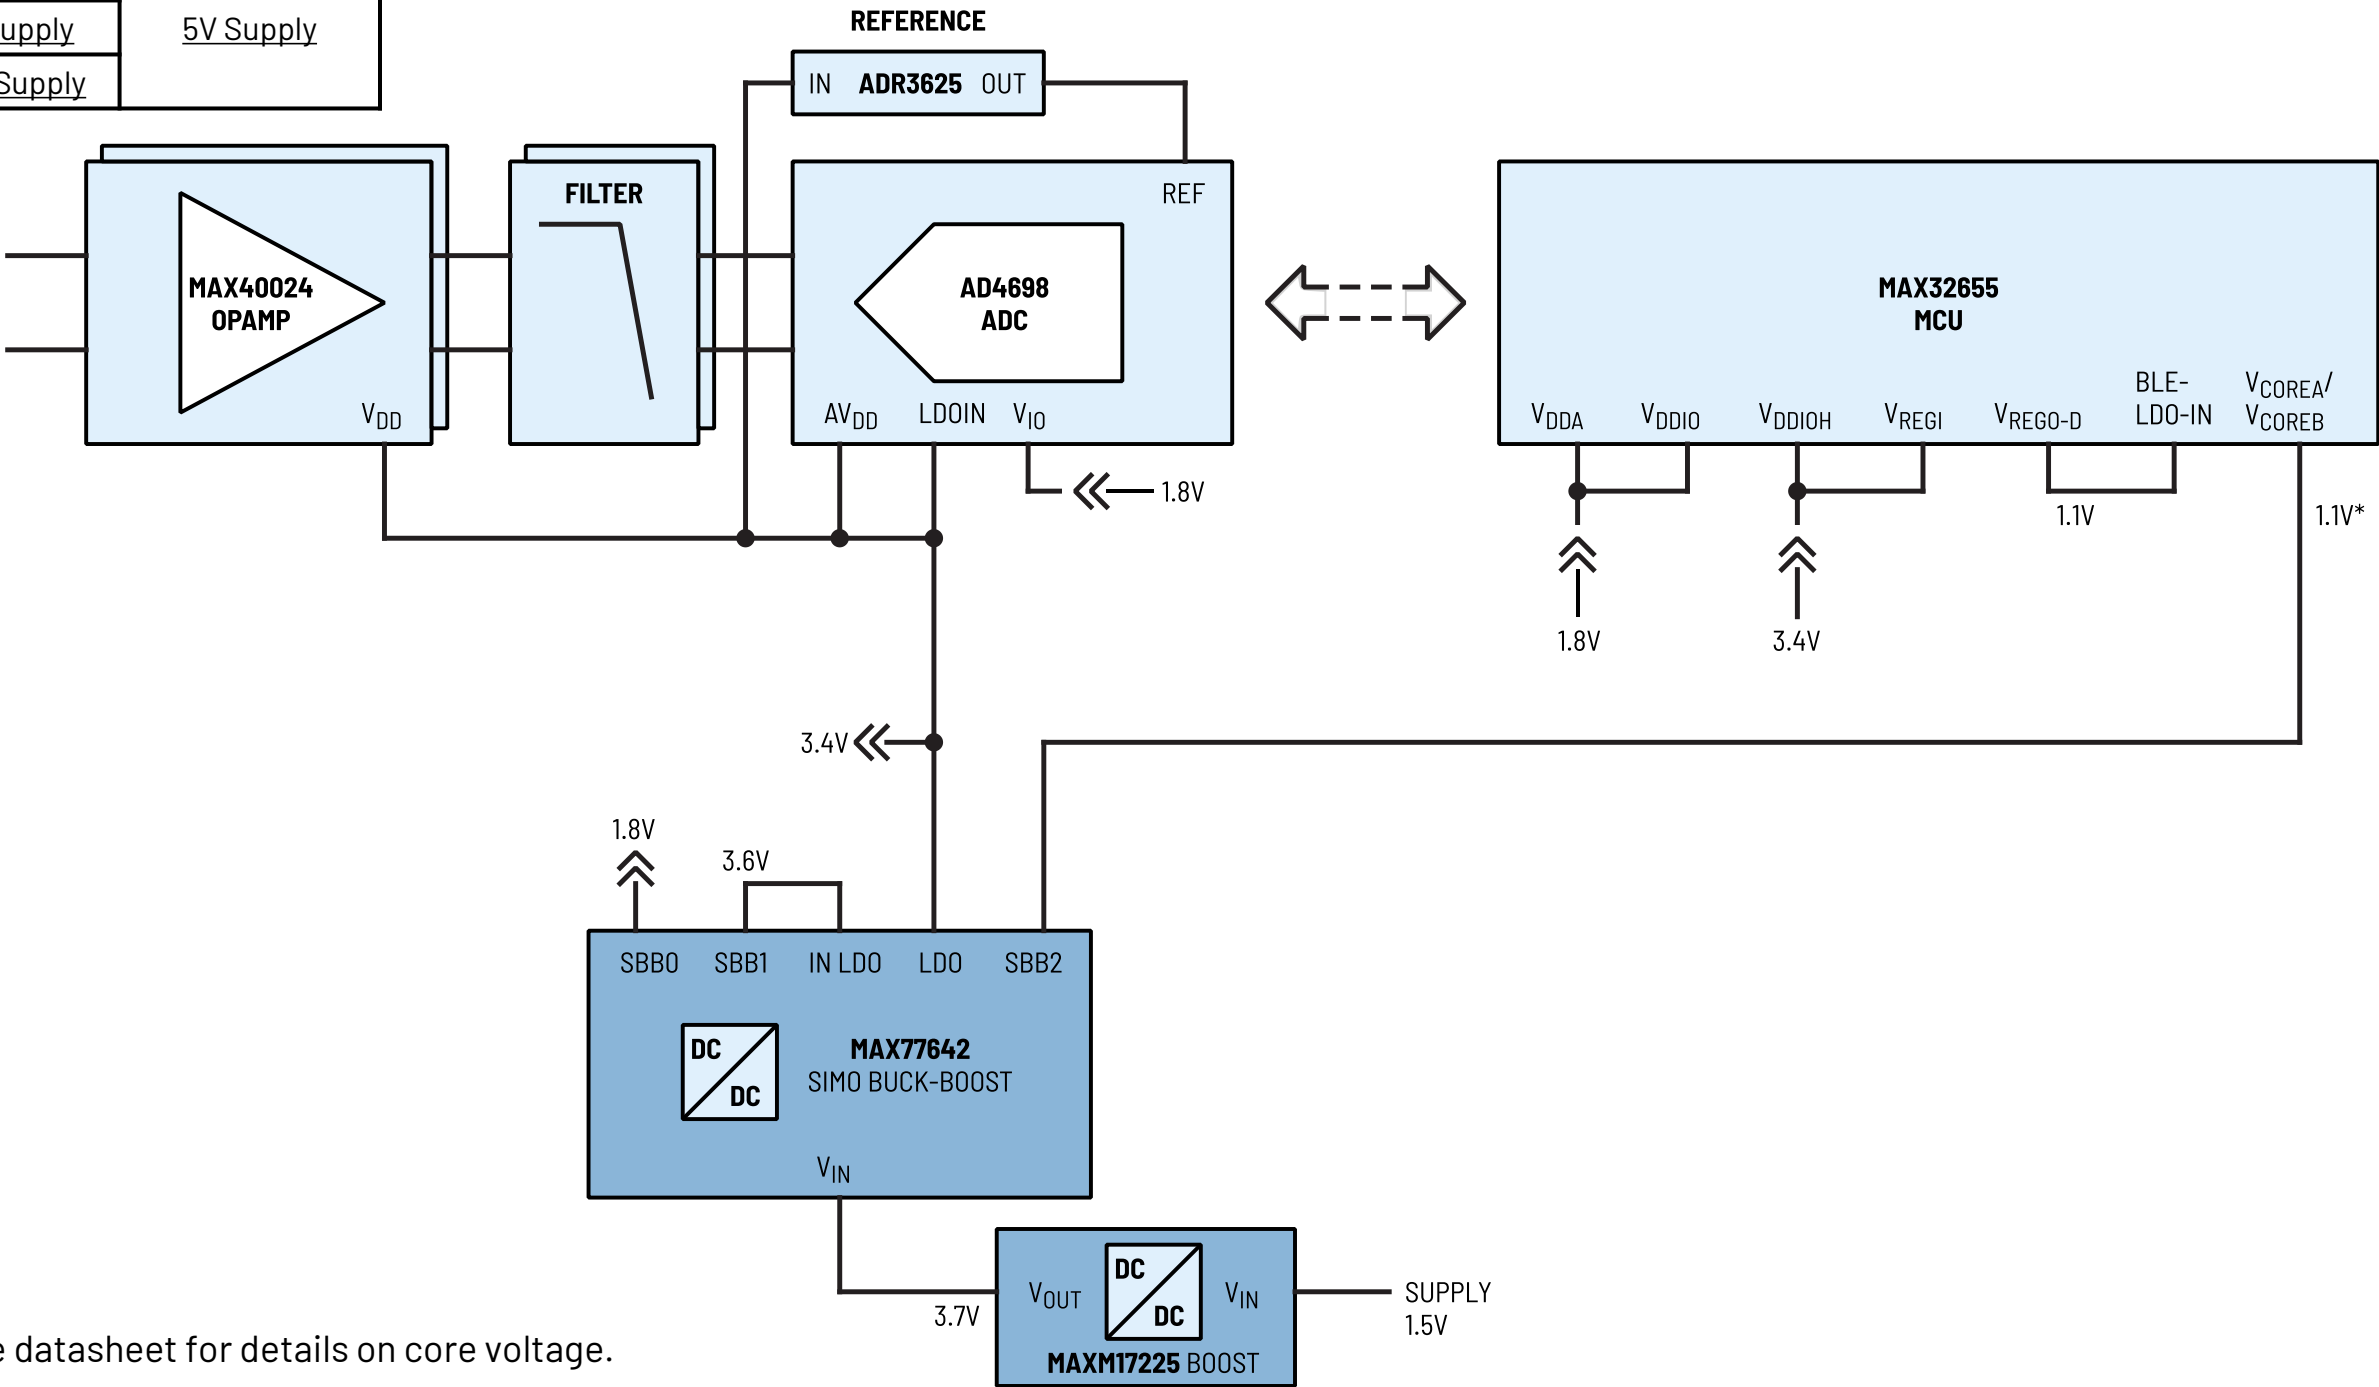 upply
5V Supply
Supply
REFERENCE
IN ADR3625 OUT
FILTER
REF
MAX40024
OPAMP
AD4698
ADC
MAX32655
MCU
VDD
AVDD LDOIN VIO
VDDA VDDIO VDDIOH VREGI VREGO-D
BLE-
LDO-IN
VCOREA/
VCOREB
1.8V
1.1V
1.1V*
1.8V
3.4V
3.4V
1.8V
3.6V
SBB0 SBB1 IN LDO LDO SBB2
DC
DC
MAX77642
SIMO BUCK-BOOST
VIN
3.7V
VOUT
DC
DC
VIN
MAXM17225 BOOST
SUPPLY
1.5V
e datasheet for details on core voltage.